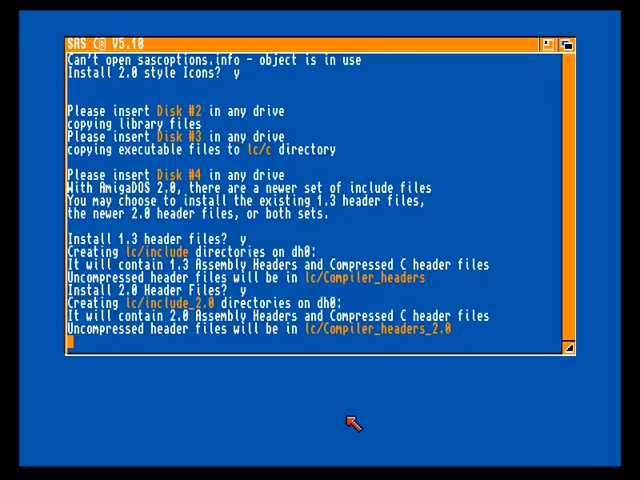 SAS C® V5.10
Can't open sascoptions.info - object is in use
Install 2.0 style Icons?  y
Please insert Disk #2 in any drive
copying library files
Please insert Disk #3 in any drive
copying executable files to lc/c directory
Please insert Disk #4 in any drive
With AmigaDOS 2.0, there are a newer set of include files
You may choose to install the existing 1.3 header files,
the newer 2.0 header files, or both sets.
Install 1.3 header files?  y
Creating lc/include directories on dh0:
It will contain 1.3 Assembly Headers and Compressed C header files
Uncompressed header files will be in lc/Compiler_headers
Install 2.0 Header Files?  y
Creating lc/include_2.0 directories on dh0:
It will contain 2.0 Assembly Headers and Compressed C header files
Uncompressed header files will be in lc/Compiler_headers_2.0